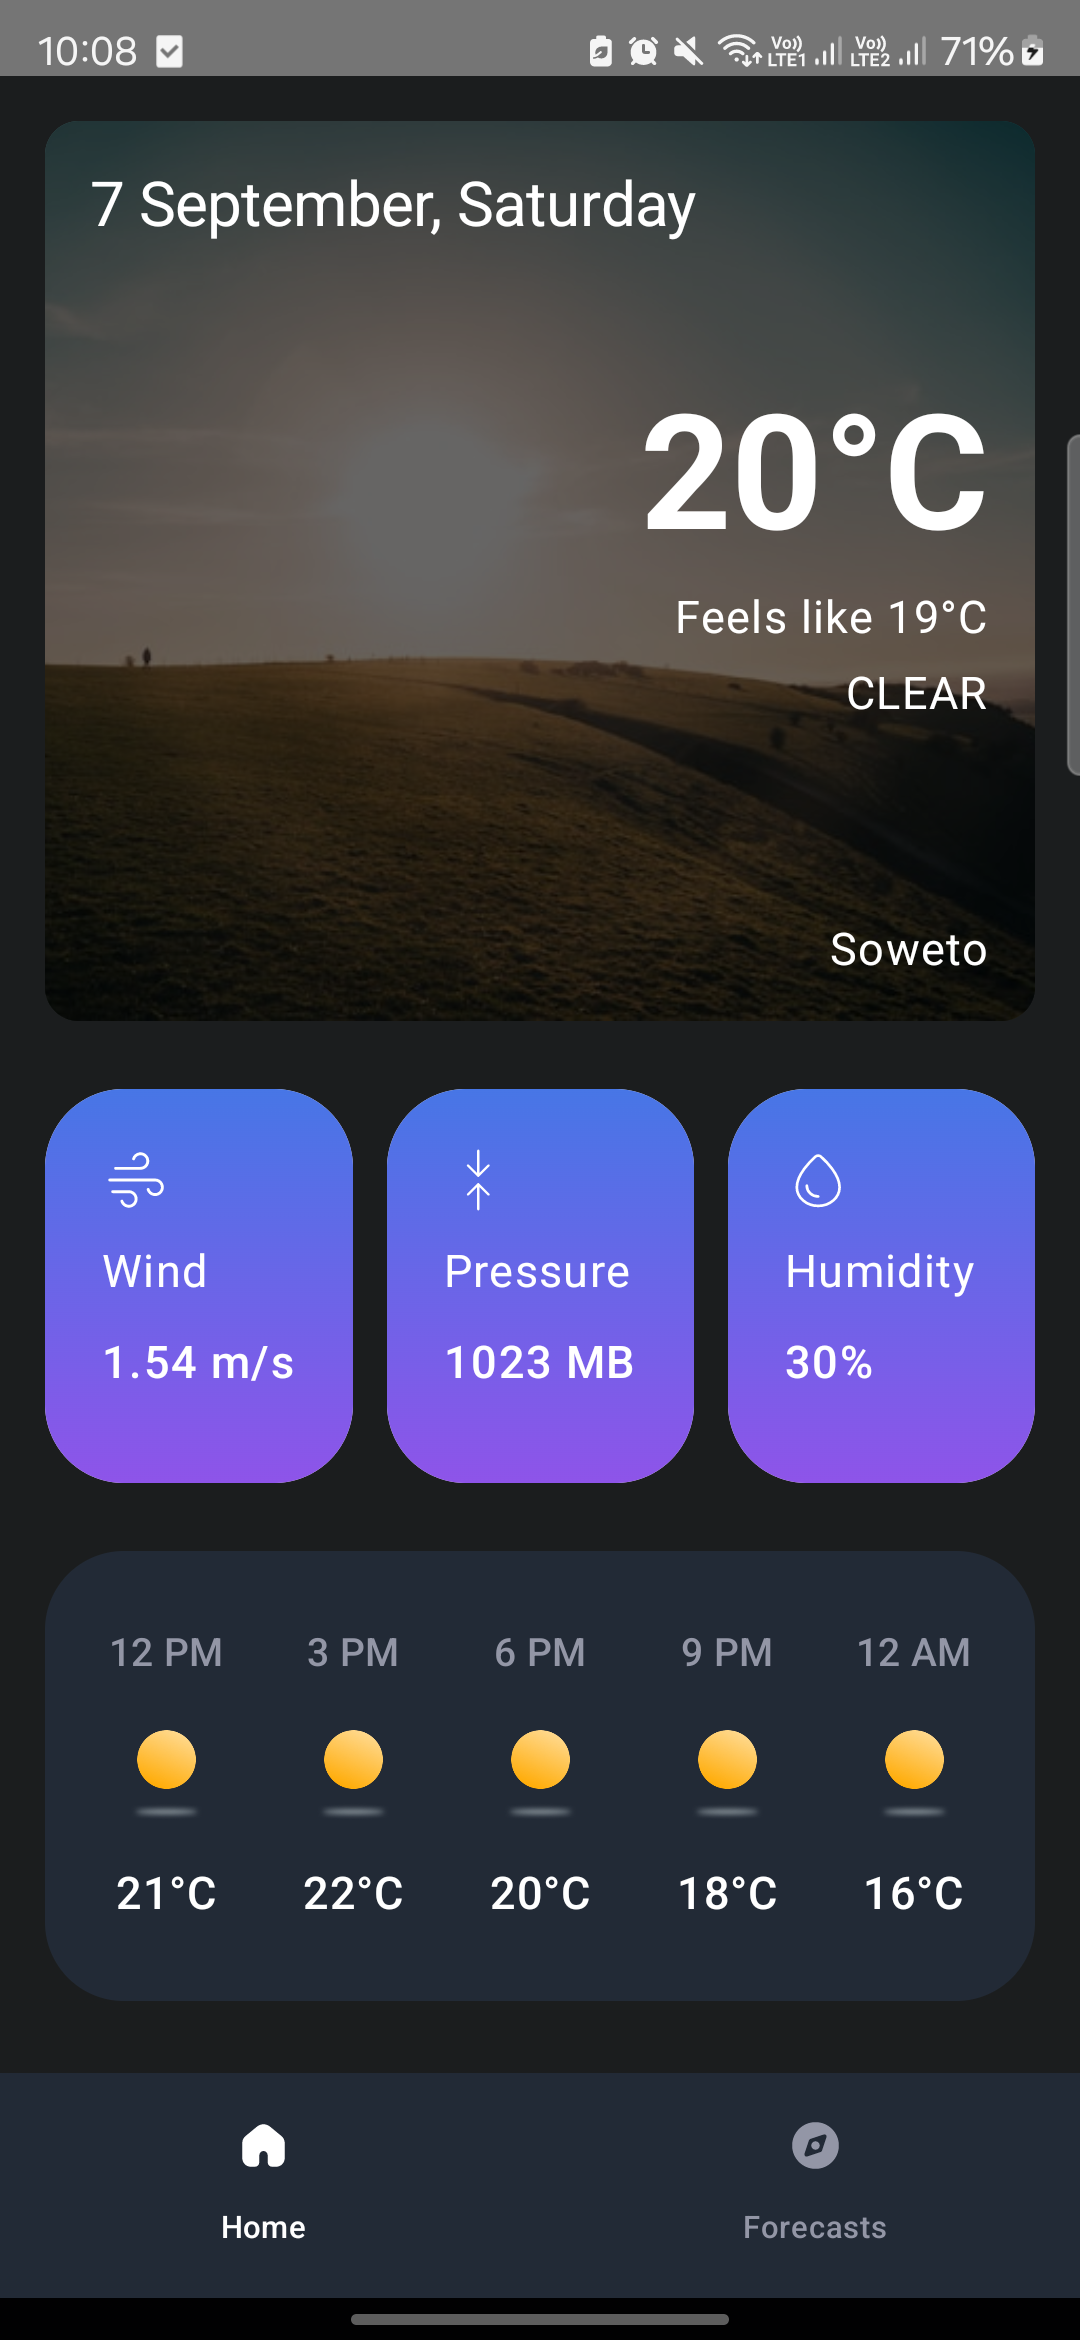 10:08 Vo)) LTE1 Vo)) LTE2 71%
7 September, Saturday
20°C
Feels like 19°C
CLEAR
Soweto
Wind Pressure Humidity
1.54 m/s 1023 MB 30%
12 PM 3 PM 6 PM 9 PM 12 AM
21°C 22°C 20°C 18°C 16°C
Home Forecasts